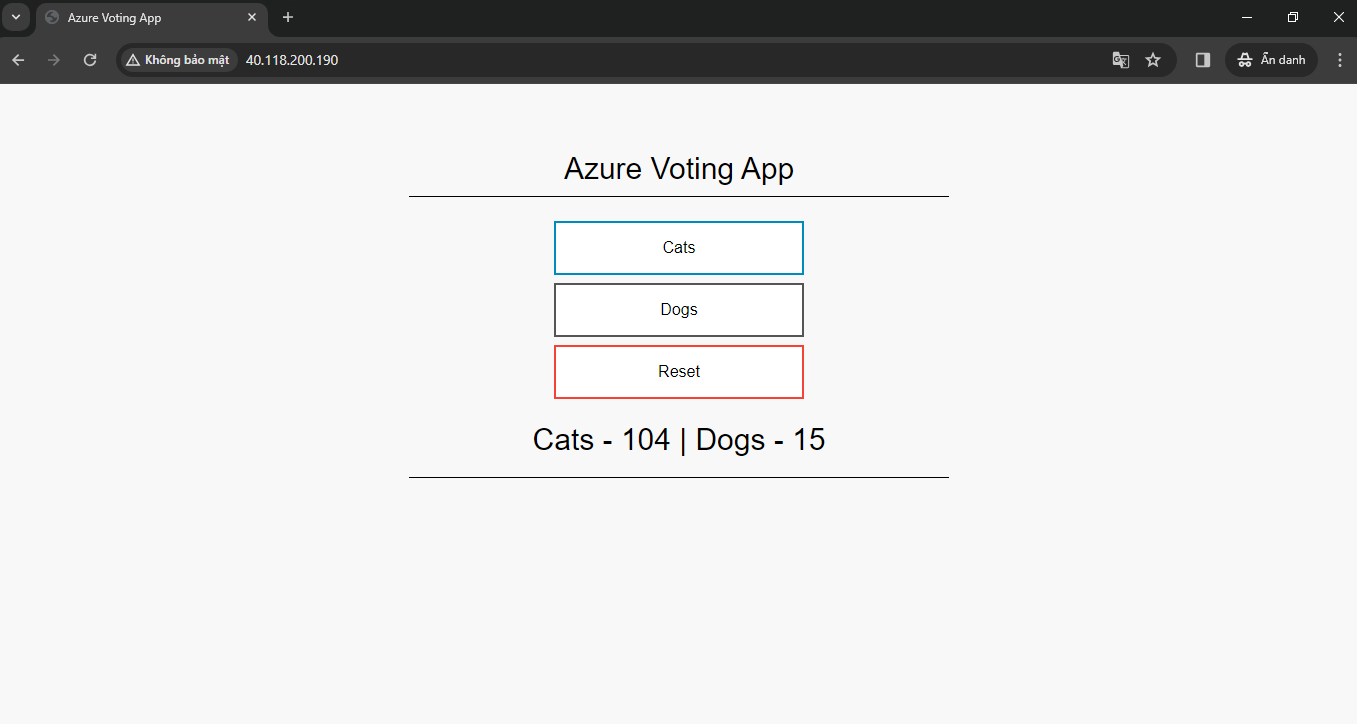 Azure Voting App
Không bảo mật 40.118.200.190
Ẩn danh
Azure Voting App
Cats
Dogs
Reset
Cats - 104 | Dogs - 15